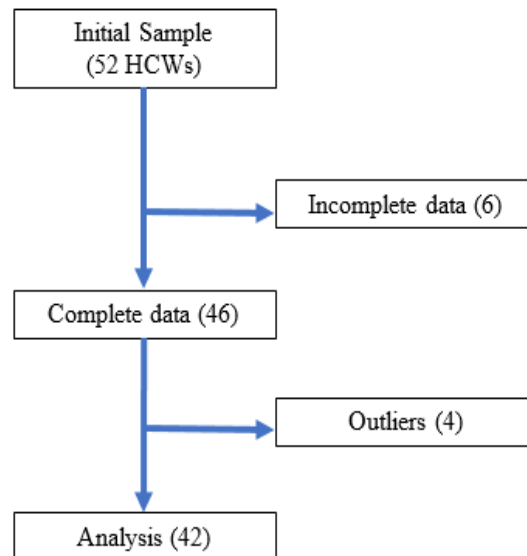 Initial Sample
(52 HCWs)
Incomplete data (6)
Complete data (46)
Outliers (4)
Analysis (42)